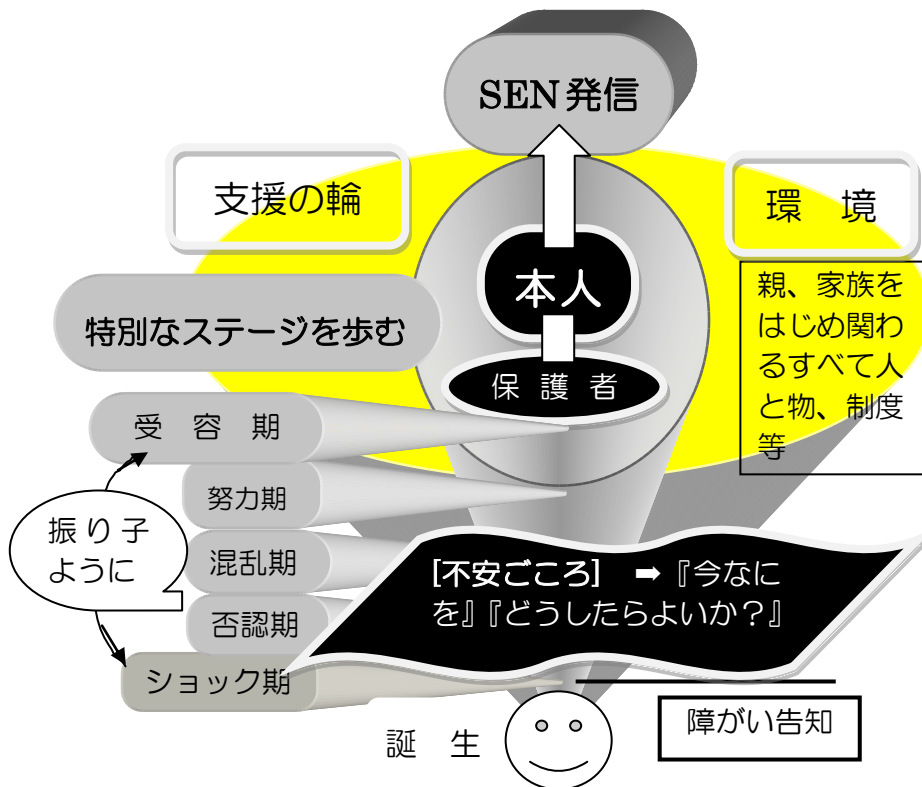 SEN発信
支援の輪
環　境
本人
親、家族を
はじめ関わ
るすべて人
と物、制度
等
特別なステージを歩む
保 護 者
受　容　期
努力期
振 り 子
ように
混乱期
[不安ごころ]　➡『今なに
を』『どうしたらよいか？』
否認期
ショック期
障がい告知
誕　生